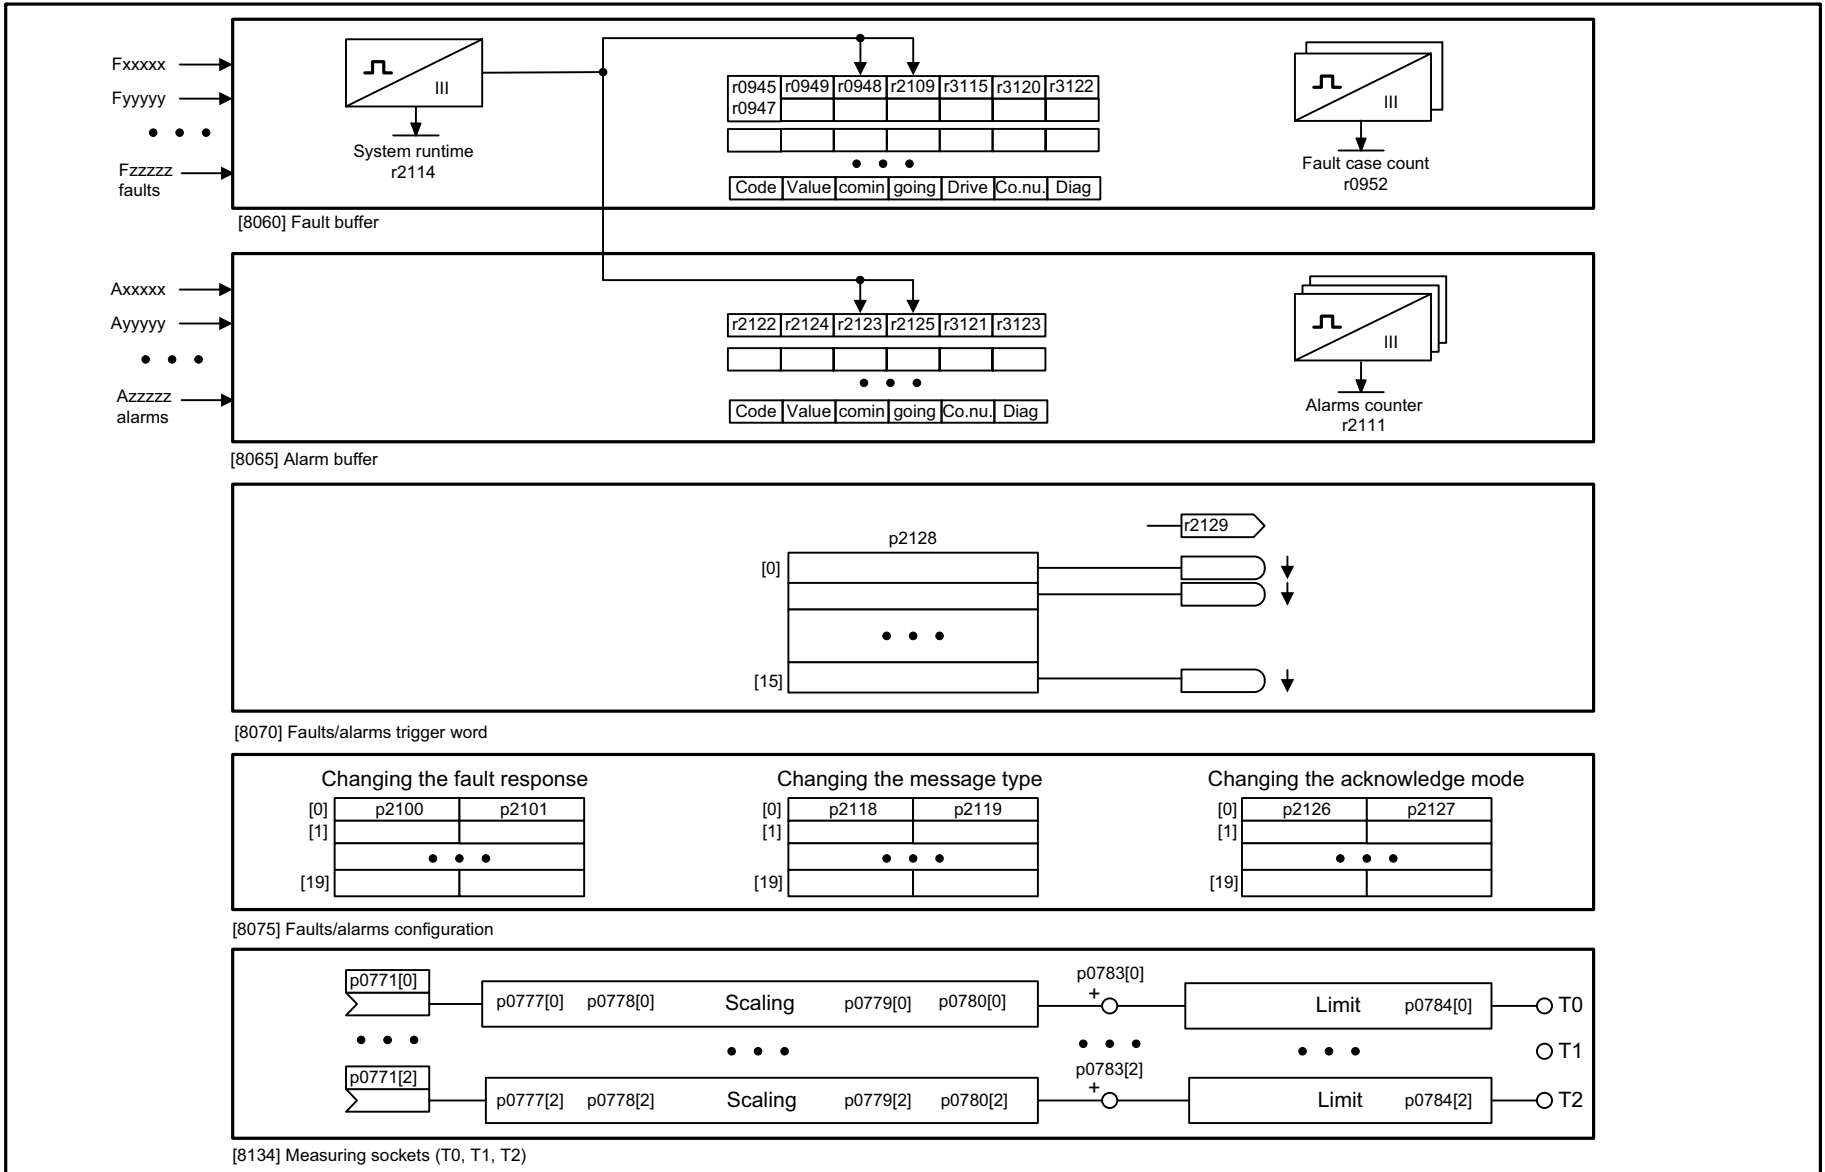 Fxxxxx
Fyyyyy
Fzzzzz
faults
III
System runtime
r2114
r0945 r0949 r0948 r2109 r3115 r3120 r3122
r0947
Code Value comin going Drive Co.nu. Diag
III
Fault case count
r0952
[8060] Fault buffer
Axxxxx
Ayyyyy
Azzzzz
alarms
r2122 r2124 r2123 r2125 r3121 r3123
Code Value comin going Co.nu. Diag
III
Alarms counter
r2111
[8065] Alarm buffer
p2128
r2129
[0]
[15]
[8070] Faults/alarms trigger word
Changing the fault response
[0] p2100 p2101
[1]
[19]
Changing the message type
[0] p2118 p2119
[1]
[19]
Changing the acknowledge mode
[0] p2126 p2127
[1]
[19]
[8075] Faults/alarms configuration
p0771[0]
p0777[0] p0778[0] Scaling p0779[0] p0780[0]
p0783[0]
+
Limit p0784[0]
T0
T1
p0771[2]
p0777[2] p0778[2] Scaling p0779[2] p0780[2]
p0783[2]
+
Limit p0784[2]
T2
[8134] Measuring sockets (T0, T1, T2)